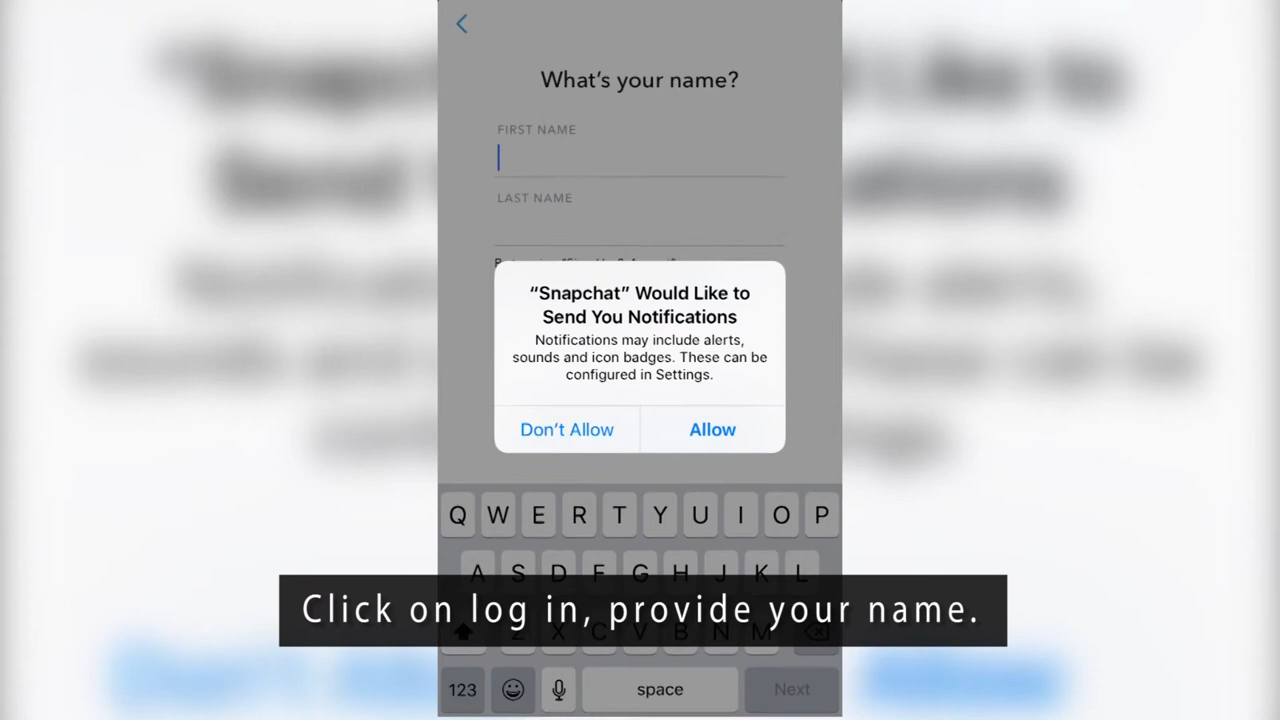 What's your name?
FIRST NAME
LAST NAME
“Snapchat” Would Like to
Send You Notifications
Notifications may include alerts,
sounds and icon badges. These can be
configured in Settings.
Don't Allow Allow
Q W E R T Y U I O P
A S D F G H J K L
Click on log in, provide your name.
Z X C V B N M
123 space Next